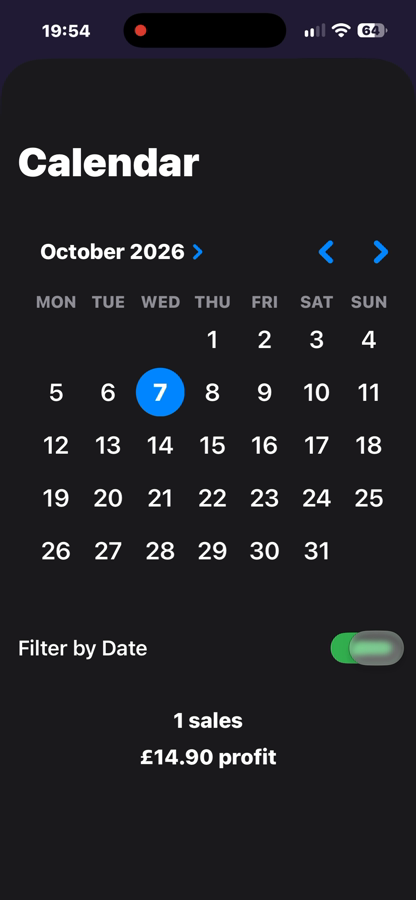 19:54
64
Calendar
October 2026
MON TUE WED THU FRI SAT SUN
1 2 3 4
5 6 7 8 9 10 11
12 13 14 15 16 17 18
19 20 21 22 23 24 25
26 27 28 29 30 31
Filter by Date
1 sales
£14.90 profit